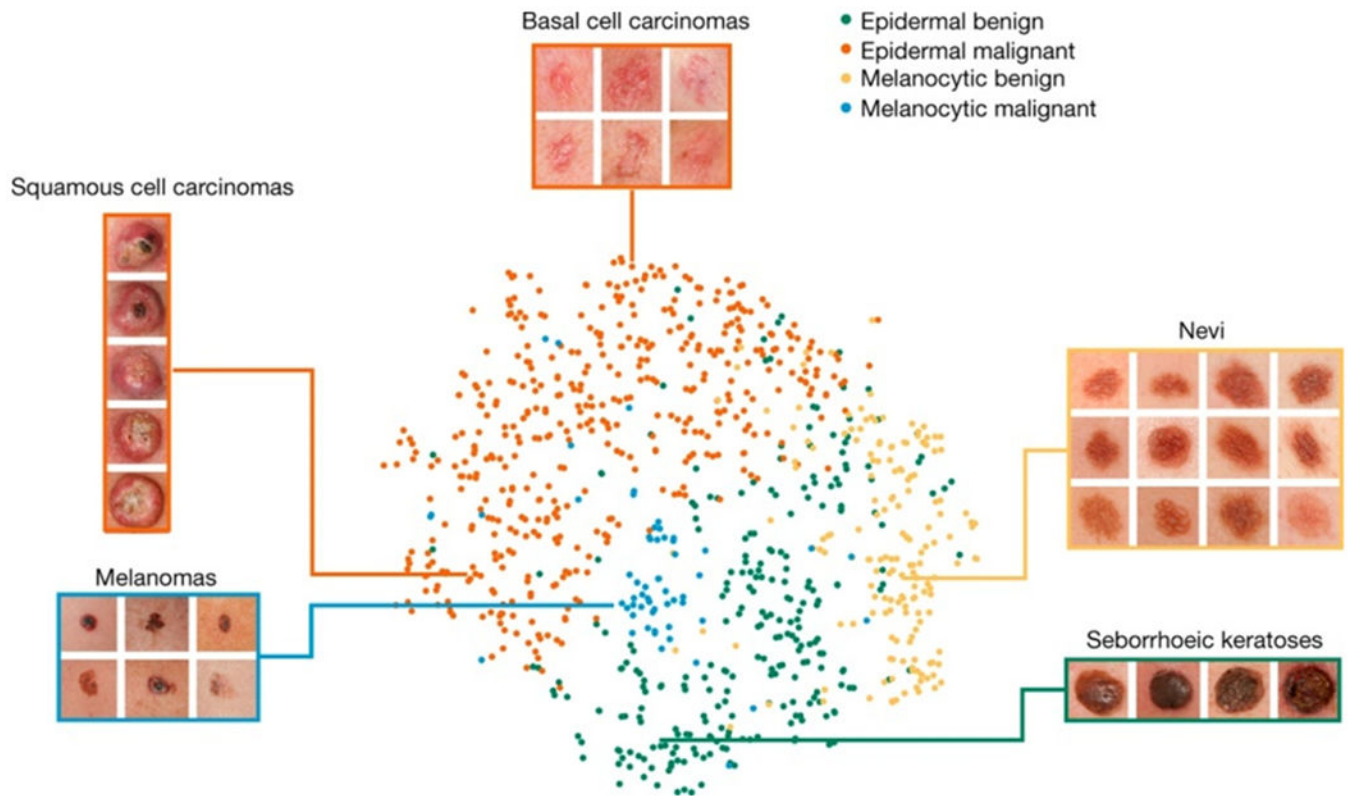 Basal cell carcinomas
Epidermal benign
Epidermal malignant
Melanocytic benign
Melanocytic malignant
Squamous cell carcinomas
Nevi
Melanomas
Seborrhoeic keratoses